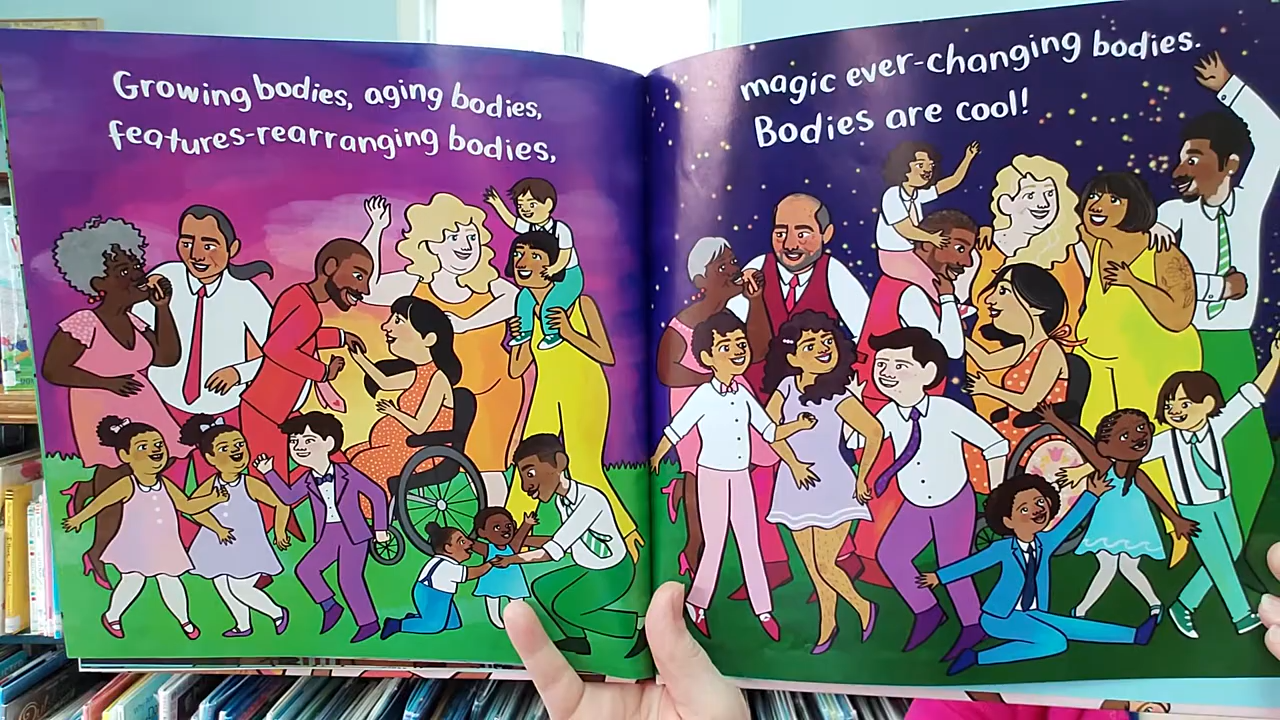 Growing bodies, aging bodies,
features-rearranging bodies,
magic ever-changing bodies.
Bodies are cool!